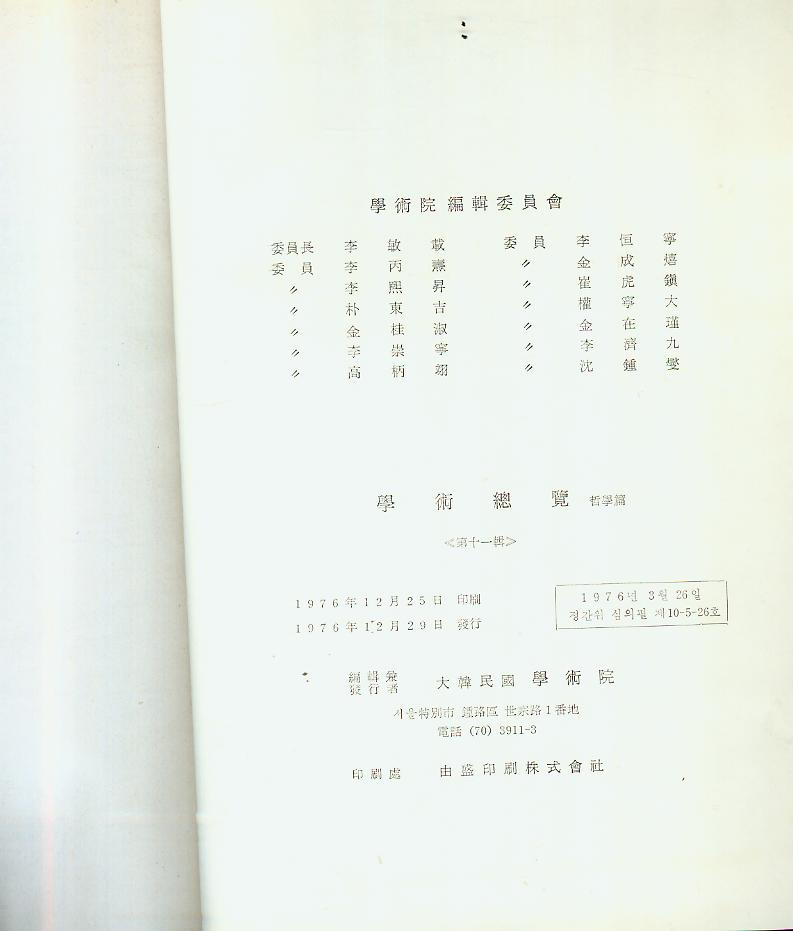 學術院編輯委員會
委員長 李敏載 委員 李恒寧
委員 李丙燾 〃 金成熺
〃 李熙昇 〃 崔虎鎭
〃 朴東吉 〃 權寧大
〃 金桂淑 〃 金在瑾
〃 李崇寧 〃 李濟九
〃 高柄翊 〃 沈鍾燮
學術總覽 哲學篇
≪第十一輯≫
1976年12月25日 印刷
1976年12月29日 發行
1976년 3월 26일
정간위 심의필 제10-5-26호
編輯兼
發行者 大韓民國 學術院
서울特別市 鍾路區 世宗路1番地
電話 (70) 3911-3
印刷處 由盛印刷株式會社